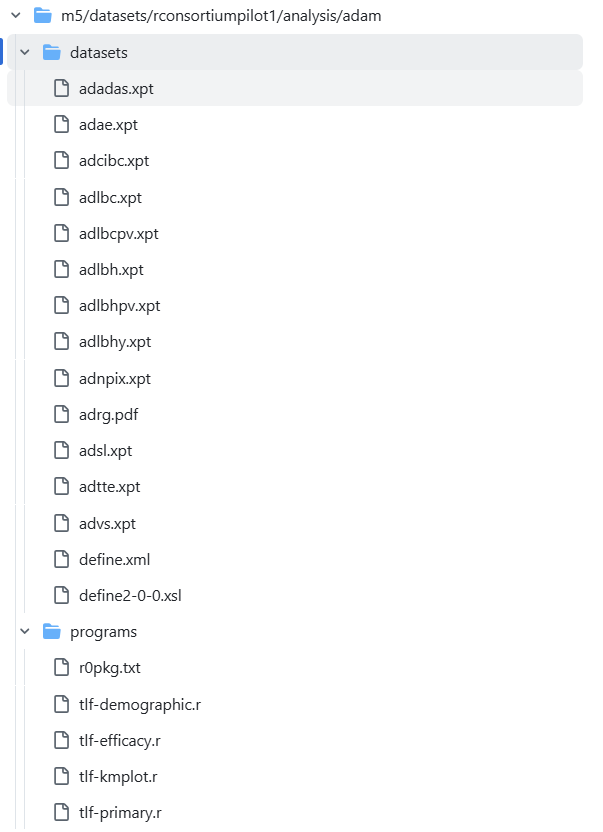 m5/datasets/rconsortiumpilot1/analysis/adam
datasets
adadas.xpt
adae.xpt
adcibc.xpt
adlbc.xpt
adlbcpv.xpt
adlbh.xpt
adlbhpv.xpt
adlbhy.xpt
adnpix.xpt
adrg.pdf
adsl.xpt
adtte.xpt
advs.xpt
define.xml
define2-0-0.xsl
programs
r0pkg.txt
tlf-demographic.r
tlf-efficacy.r
tlf-kmplot.r
tlf-primary.r